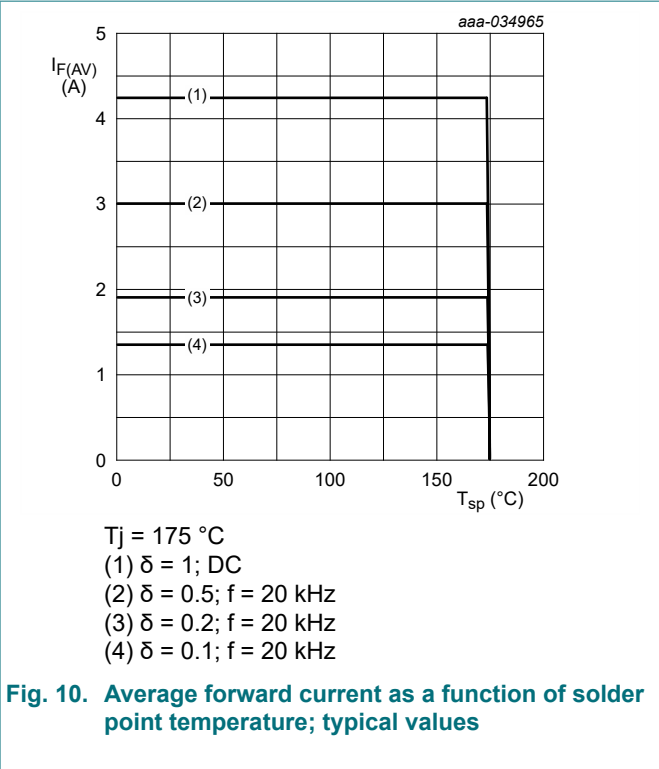 aaa-034965
5
I_F(AV)
(A)
(1)
4
3
(2)
2
(3)
(4)
1
0
0 50 100 150 200
T_sp (°C)
Tj = 175 °C
(1) δ = 1; DC
(2) δ = 0.5; f = 20 kHz
(3) δ = 0.2; f = 20 kHz
(4) δ = 0.1; f = 20 kHz
Fig. 10. Average forward current as a function of solder
point temperature; typical values